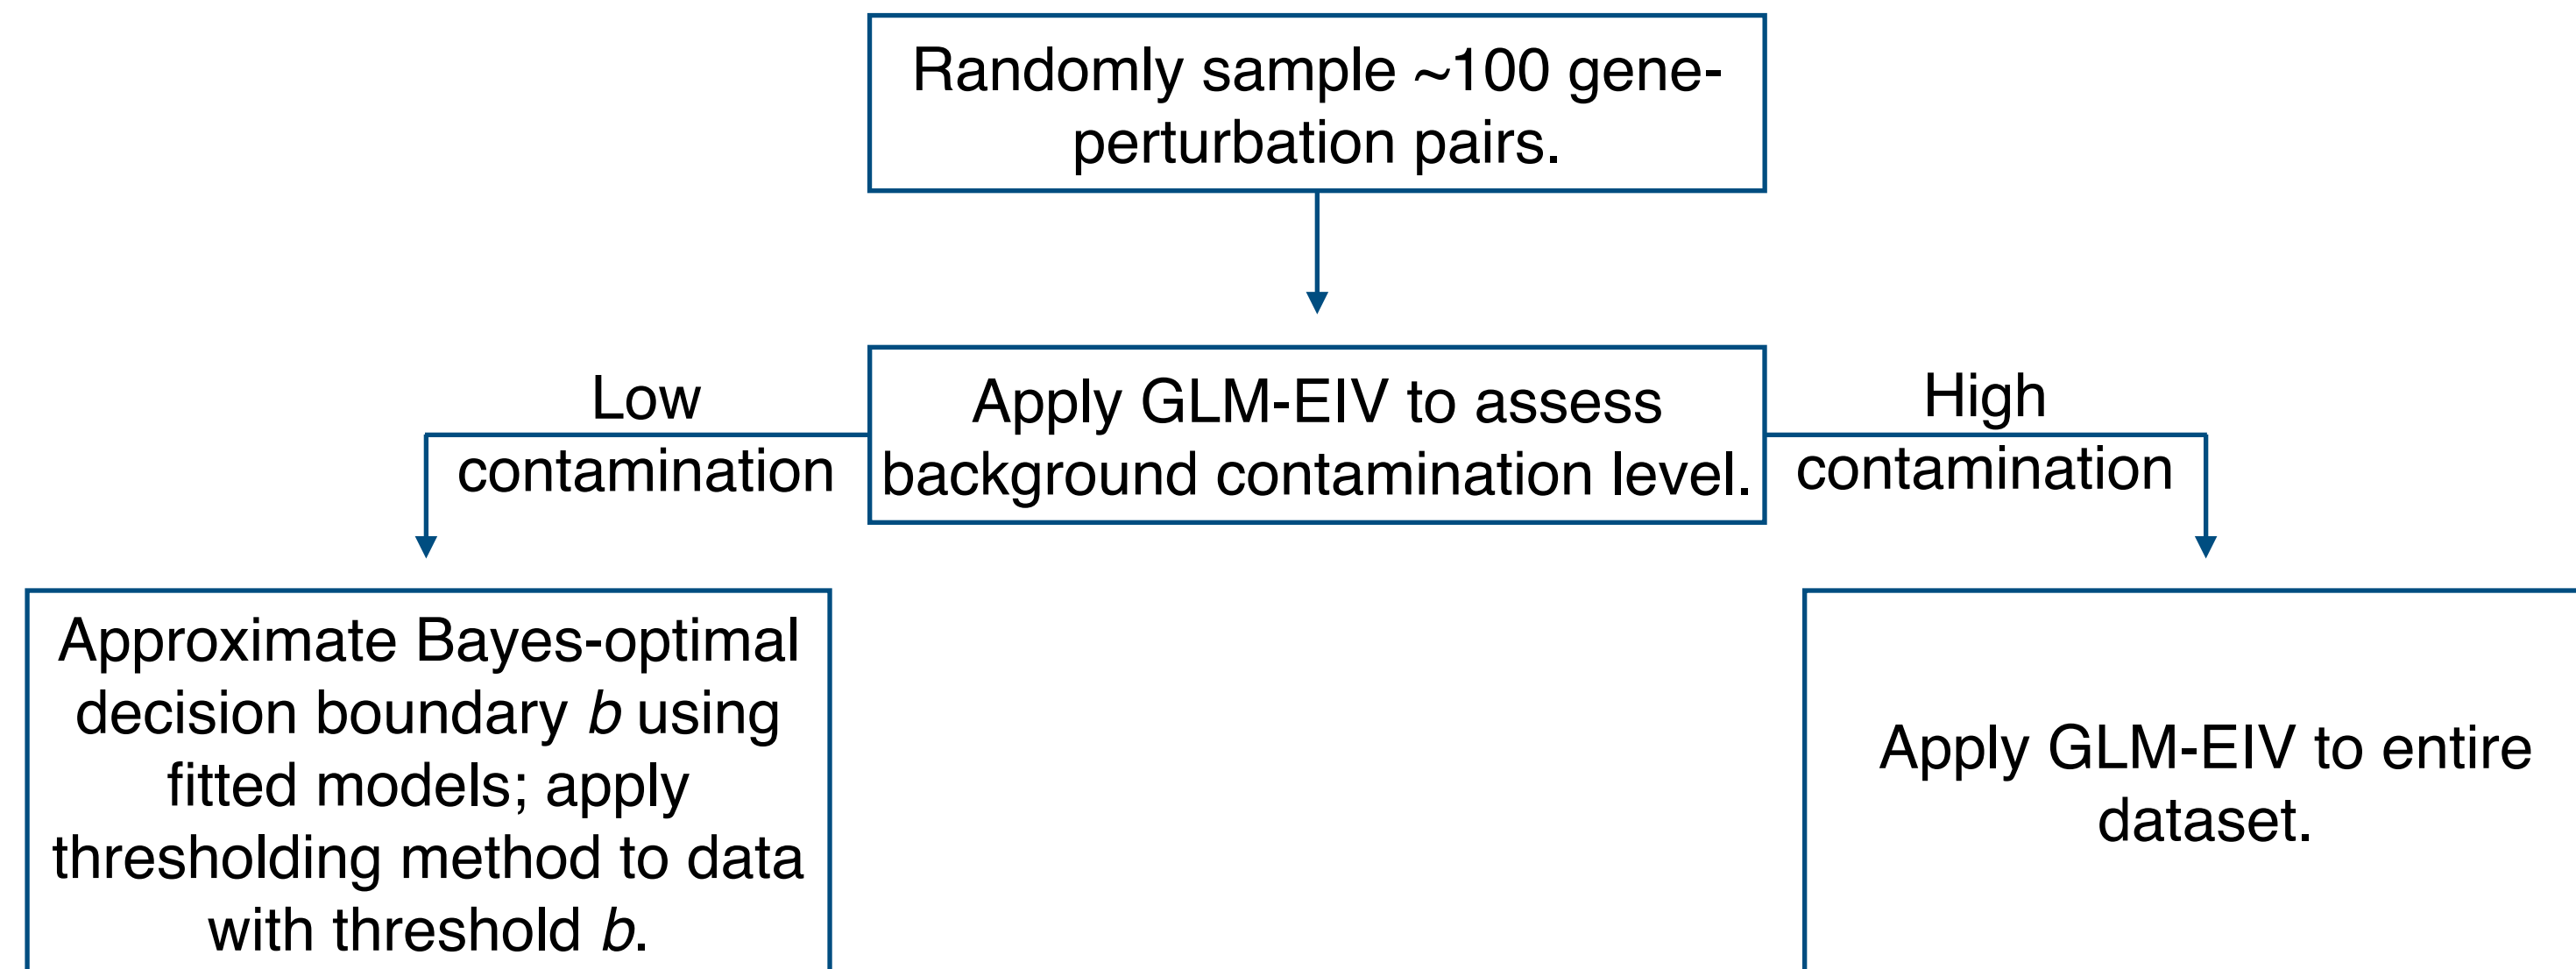 Randomly sample ~100 gene-
perturbation pairs.
Low
contamination
Apply GLM-EIV to assess
background contamination level.
High
contamination
Approximate Bayes-optimal
decision boundary b using
fitted models; apply
thresholding method to data
with threshold b.
Apply GLM-EIV to entire
dataset.